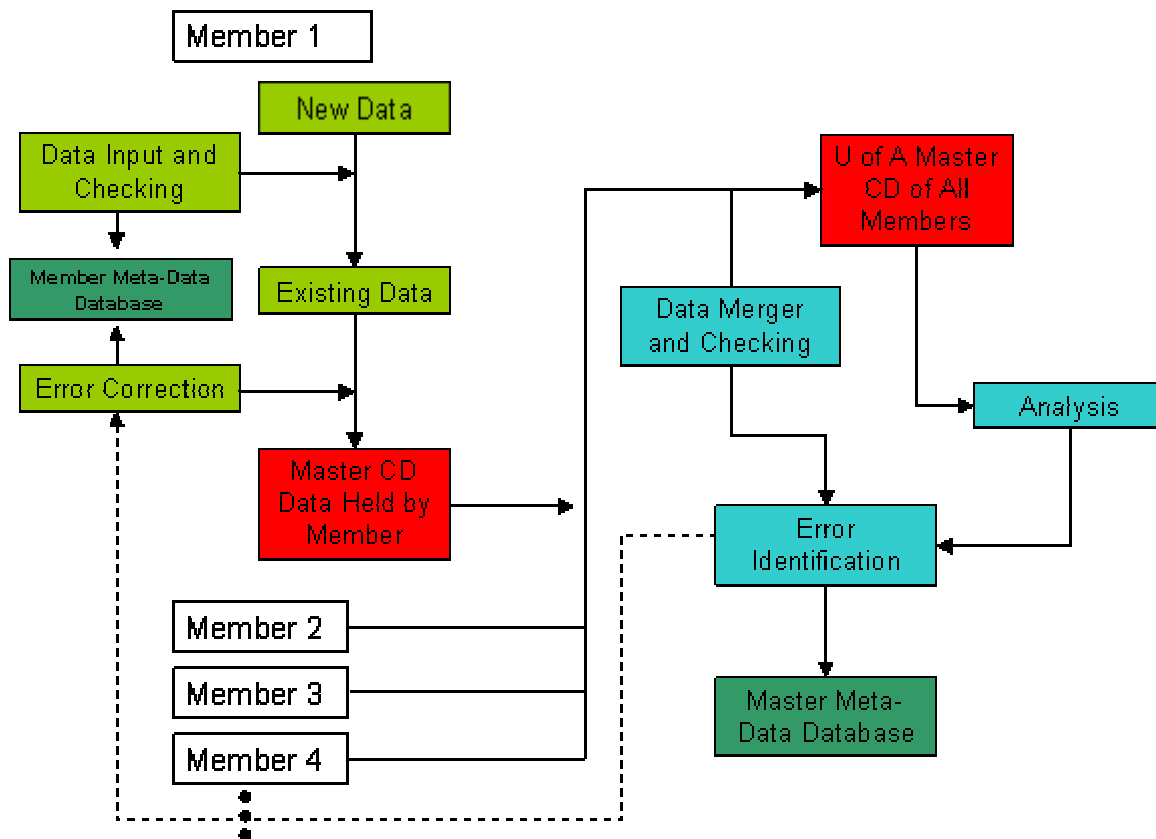 Member 1
New Data
Data Input and
Checking
Member Meta-Data
Database
Existing Data
Error Correction
Master CD
Data Held by
Member
Member 2
Member 3
Member 4
U of A Master
CD of All
Members
Data Merger
and Checking
Analysis
Error
Identification
Master Meta-
Data Database